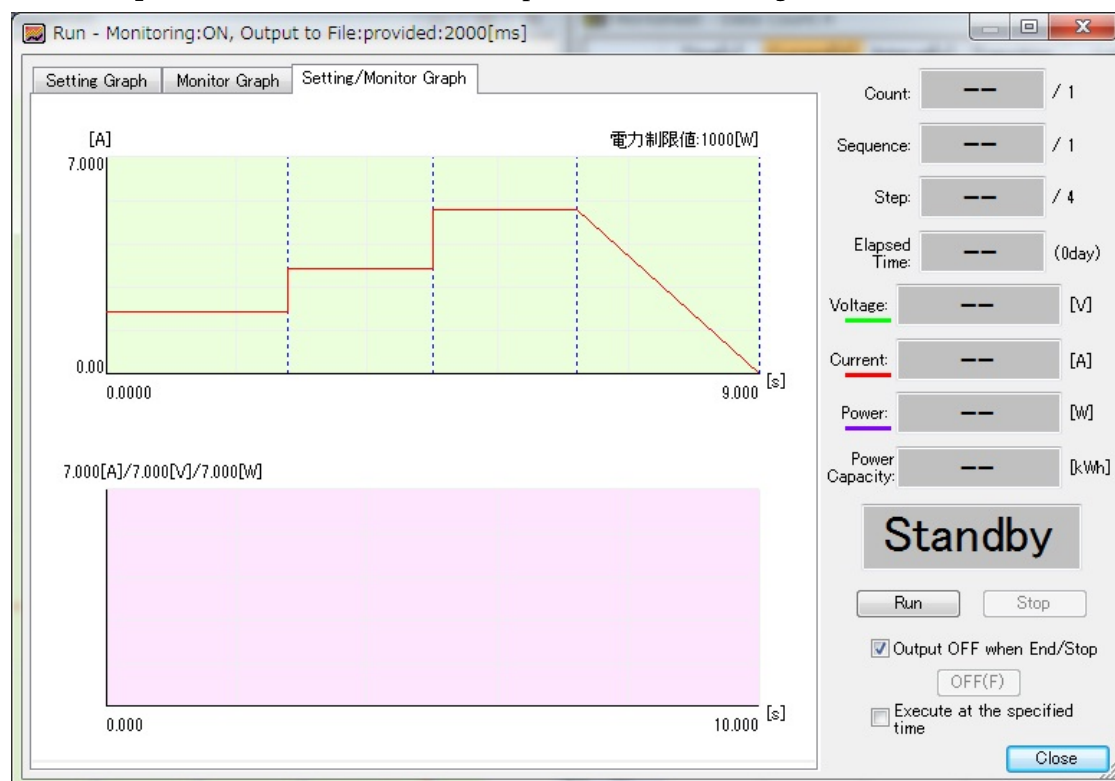 Run - Monitoring:ON, Output to File:provided:2000[ms]
Setting Graph Monitor Graph Setting/Monitor Graph
[A] 電力制限値:1000[W]
7.000
0.00
0.0000 9.000 [s]
7.000[A]/7.000[V]/7.000[W]
0.000 10.000 [s]
Count: -- / 1
Sequence: -- / 1
Step: -- / 4
Elapsed
Time: -- (0day)
Voltage: -- [V]
Current: -- [A]
Power: -- [W]
Power
Capacity: -- [kWh]
Standby
Run Stop
Output OFF when End/Stop
OFF(F)
Execute at the specified
time
Close